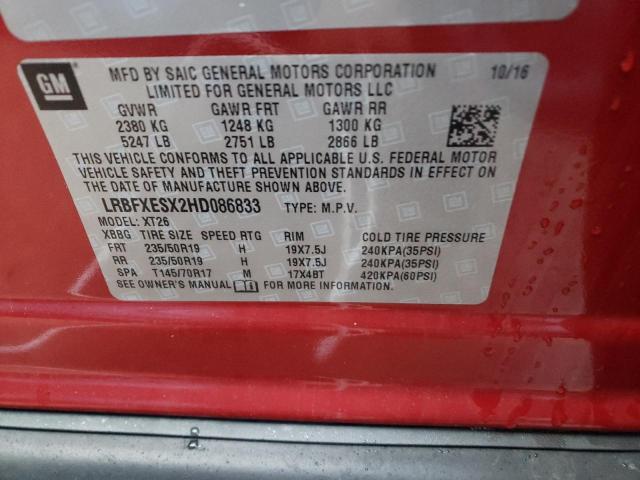 GM
MFD BY SAIC GENERAL MOTORS CORPORATION 10/16
LIMITED FOR GENERAL MOTORS LLC
GVWR GAWR FRT GAWR RR
2380 KG 1248 KG 1300 KG
5247 LB 2751 LB 2866 LB
THIS VEHICLE CONFORMS TO ALL APPLICABLE U.S. FEDERAL MOTOR
VEHICLE SAFETY AND THEFT PREVENTION STANDARDS IN EFFECT ON
THE DATE OF MANUFACTURE SHOWN ABOVE.
LRBFXESX2HD086833 TYPE: M.P.V.
MODEL: XT26
XBBG TIRE SIZE SPEED RTG RIM COLD TIRE PRESSURE
FRT 235/50R19 H 19X7.5J 240KPA(35PSI)
RR 235/50R19 H 19X7.5J 240KPA(35PSI)
SPA T145/70R17 M 17X4BT 420KPA(60PSI)
SEE OWNER'S MANUAL FOR MORE INFORMATION.